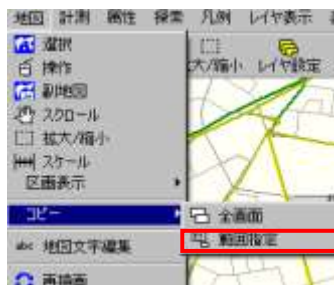 地図 計測 属性 探索 凡例 レイヤ表示
選択
操作
副地図
スクロール
拡大/縮小
スケール
区画表示
コピー
地図文字編集
再描画
大/縮小 レイヤ設定
全画面
範囲指定